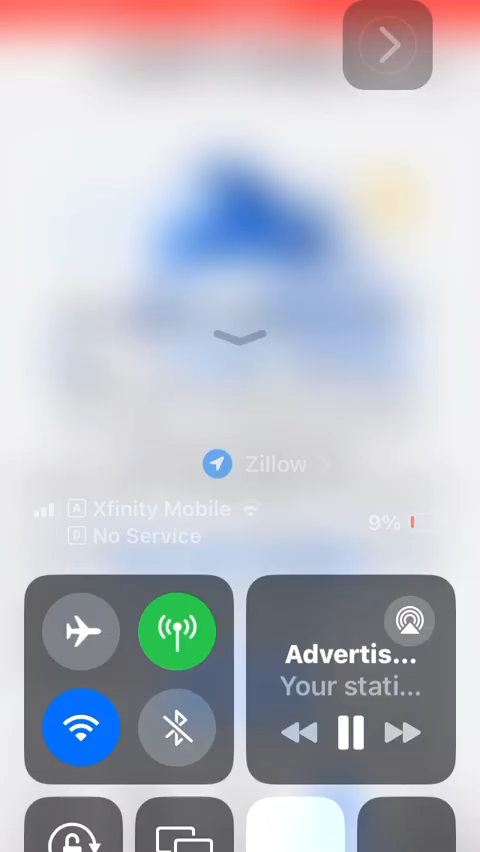 Zillow
A Xfinity Mobile
9%
D No Service
Advertis...
Your stati...